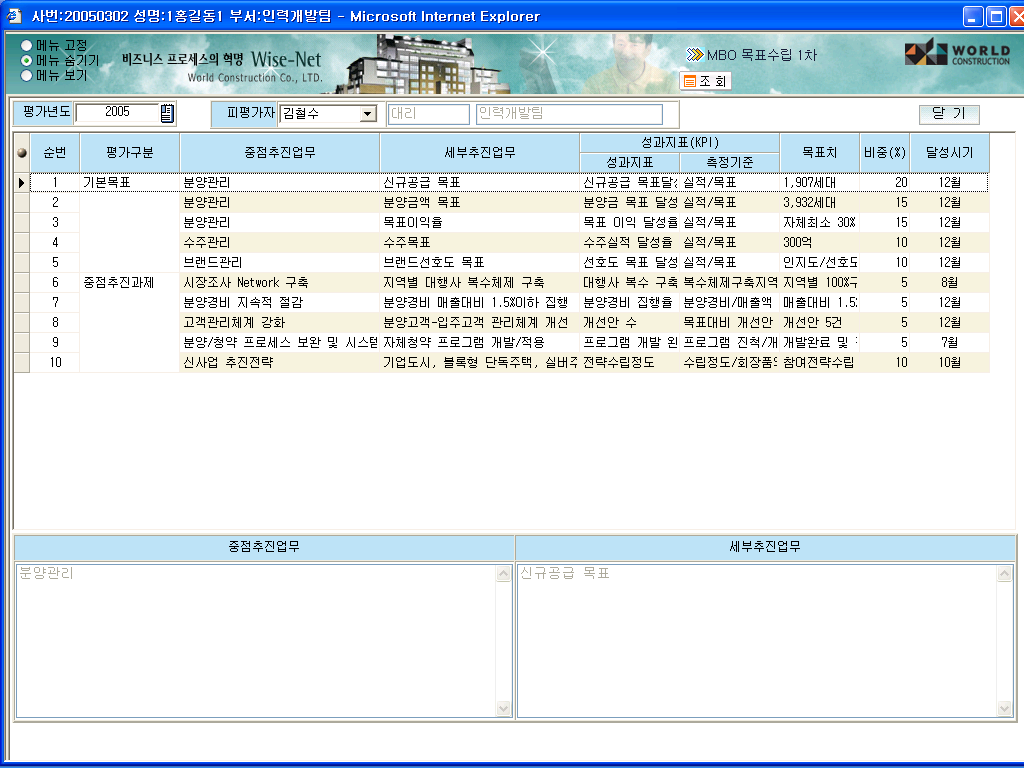 사번:20050302 성명:1홍길동1 부서:인력개발팀 - Microsoft Internet Explorer
메뉴 고정
메뉴 숨기기
메뉴 보기
비즈니스 프로세스의 혁명 Wise-Net
World Construction Co., LTD.
MBO 목표수립 1차
조 회
WORLD
CONSTRUCTION
평가년도 2005 피평가자 김철수 대리 인력개발팀 닫 기
순번 평가구분 중점추진업무 세부추진업무 성과지표(KPI) 목표치 비중(%) 달성시기
성과지표 측정기준
1 기본목표 분양관리 신규공급 목표 신규공급 목표달 실적/목표 1,907세대 20 12월
2 분양관리 분양금액 목표 분양금 목표 달성 실적/목표 3,932세대 15 12월
3 분양관리 목표이익율 목표 이익 달성율 실적/목표 자체최소 30% 15 12월
4 수주관리 수주목표 수주실적 달성율 실적/목표 300억 10 12월
5 브랜드관리 브랜드선호도 목표 선호도 목표 달성 실적/목표 인지도/선호도 10 12월
6 중점추진과제 시장조사 Network 구축 지역별 대행사 복수체제 구축 대행사 복수 구축 복수체제구축지역 지역별 100% 5 8월
7 분양경비 지속적 절감 분양경비 매출대비 1.5%이하 집행 분양경비 집행율 분양경비/매출액 매출대비 1.5 5 12월
8 고객관리체계 강화 분양고객-입주고객 관리체계 개선 개선안 수 목표대비 개선안 개선안 5건 5 12월
9 분양/청약 프로세스 보완 및 시스템 자체청약 프로그램 개발/적용 프로그램 개발 완 프로그램 진척/개 개발완료 및 5 7월
10 신사업 추진전략 기업도시, 블록형 단독주택, 실버주 전략수립정도 수립정도/회장품의 참여전략수립 10 10월
중점추진업무 세부추진업무
분양관리 신규공급 목표